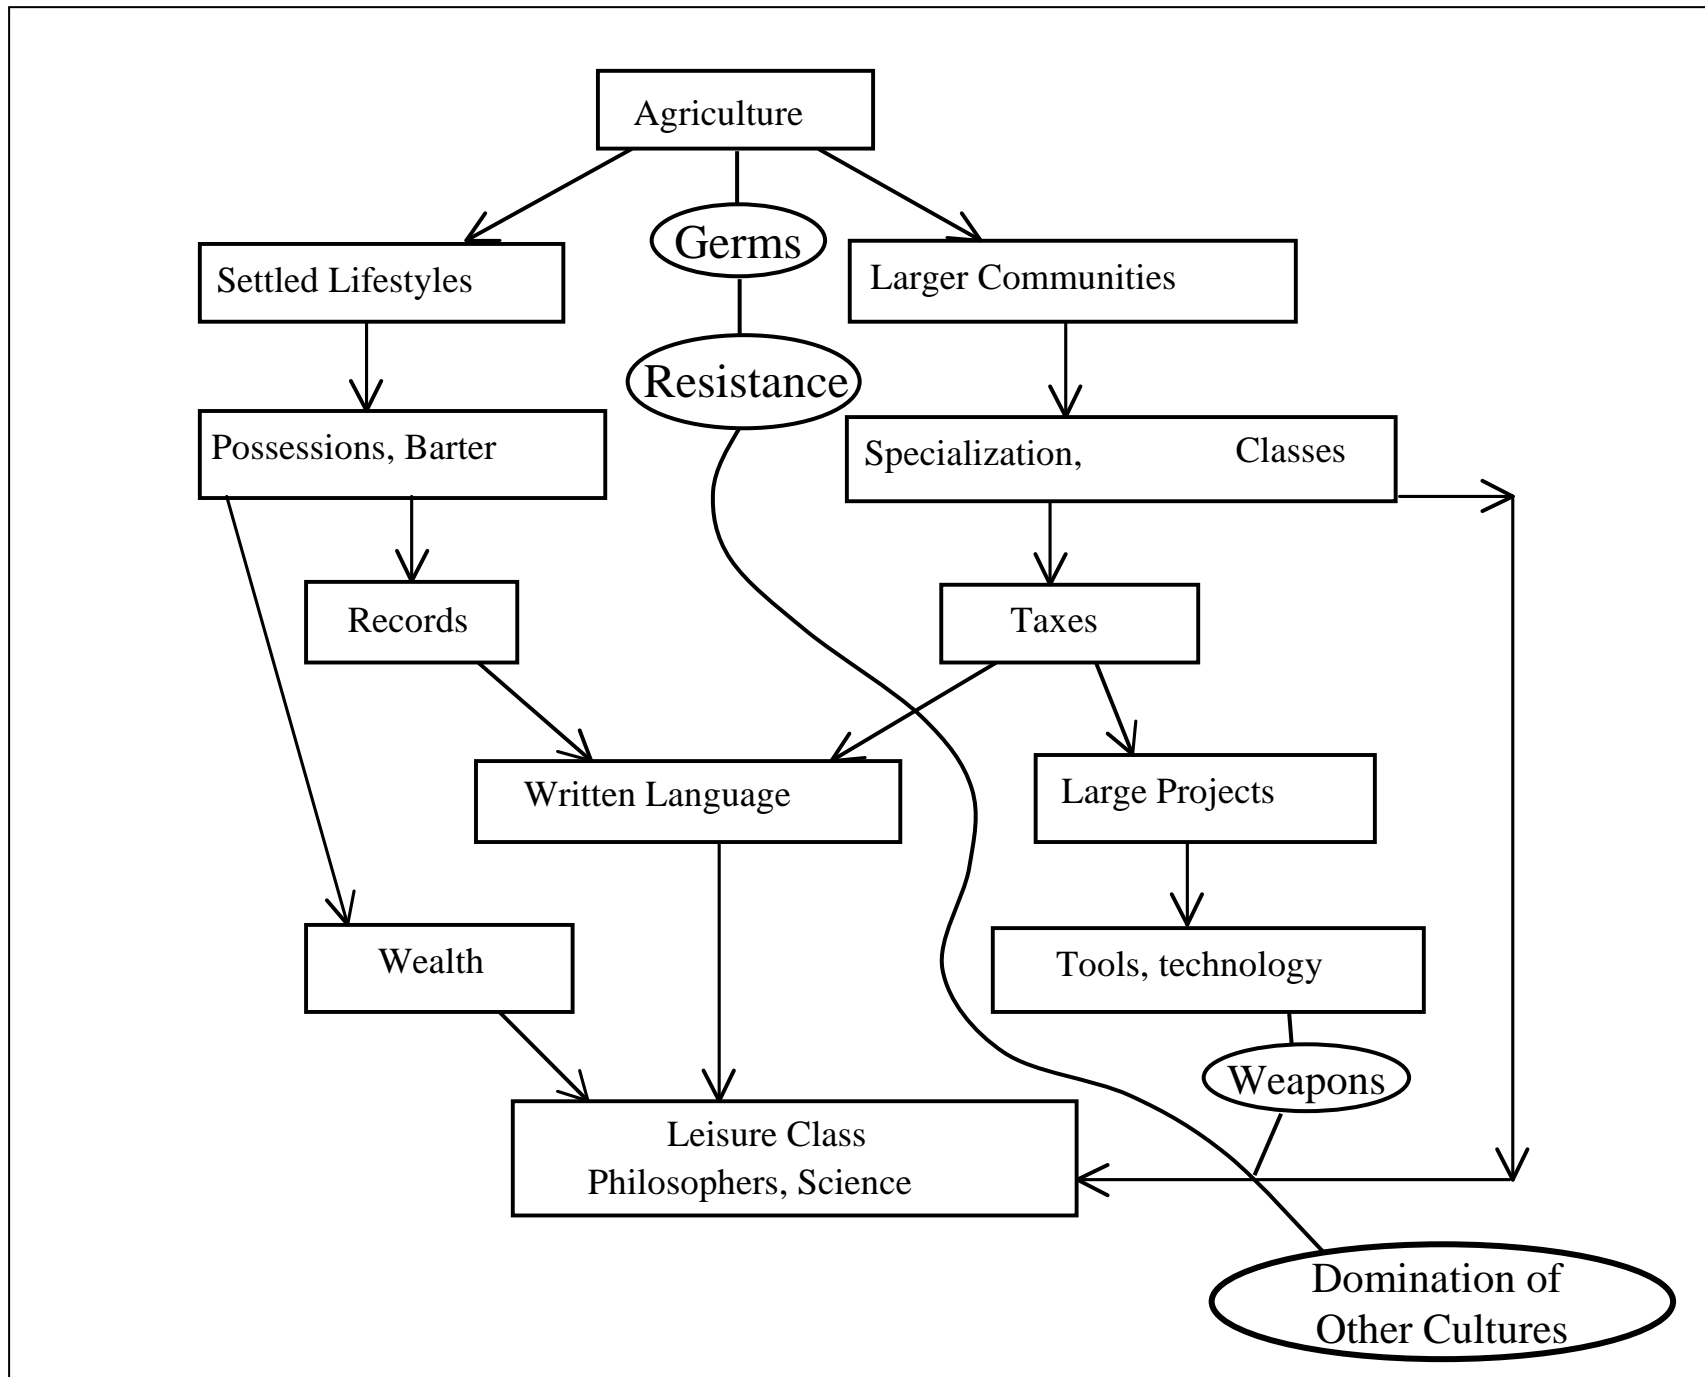 Agriculture
Germs
Settled Lifestyles
Larger Communities
Resistance
Possessions, Barter
Specialization, Classes
Records
Taxes
Written Language
Large Projects
Wealth
Tools, technology
Weapons
Leisure Class
Philosophers, Science
Domination of
Other Cultures